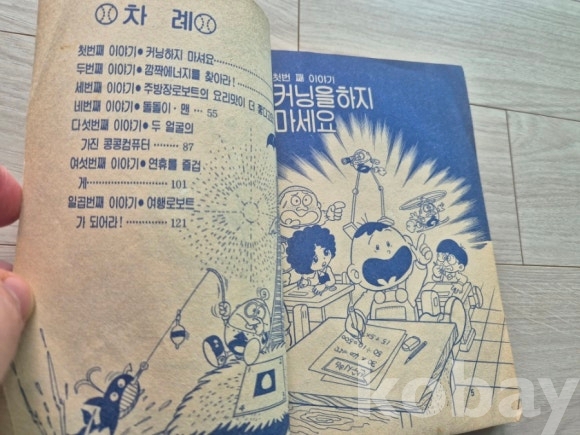 차 례
첫번째 이야기●커닝하지 마세요
두번째 이야기●깜짝에너지를 찾아라!
세번째 이야기●주방장로보트의 요리맛이 더
네번째 이야기●돌돌이·맨 ··· 55
다섯번째 이야기●두 얼굴의
가진 콩콩컴퓨터 ········ 87
여섯번째 이야기●연휴를 즐겁
게·················· 101
일곱번째 이야기●여행로보트
가 되어라! ·········· 121
첫번 째 이야기
커닝을하지
마세요
5
kobay